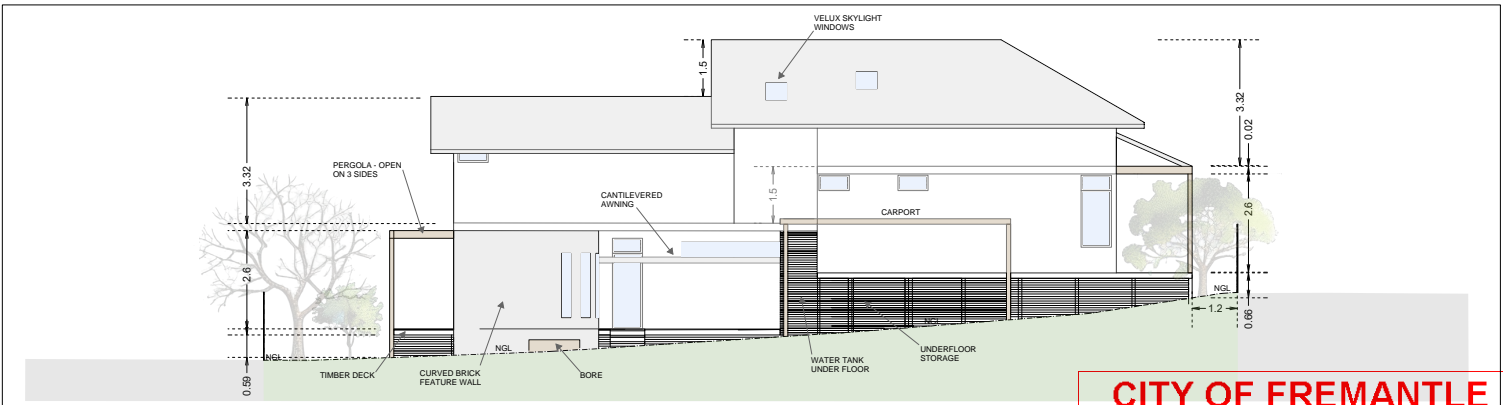 VELUX SKYLIGHT
WINDOWS
1.5
3.32
0.02
PERGOLA - OPEN
ON 3 SIDES
3.32
CANTILEVERED
AWNING
1.5
CARPORT
2.6
2.6
NGL
1.2
0.66
NGL
NGL
NGL
0.59
TIMBER DECK
CURVED BRICK
FEATURE WALL
BORE
WATER TANK
UNDER FLOOR
UNDERFLOOR
STORAGE
CITY OF FREMANTLE